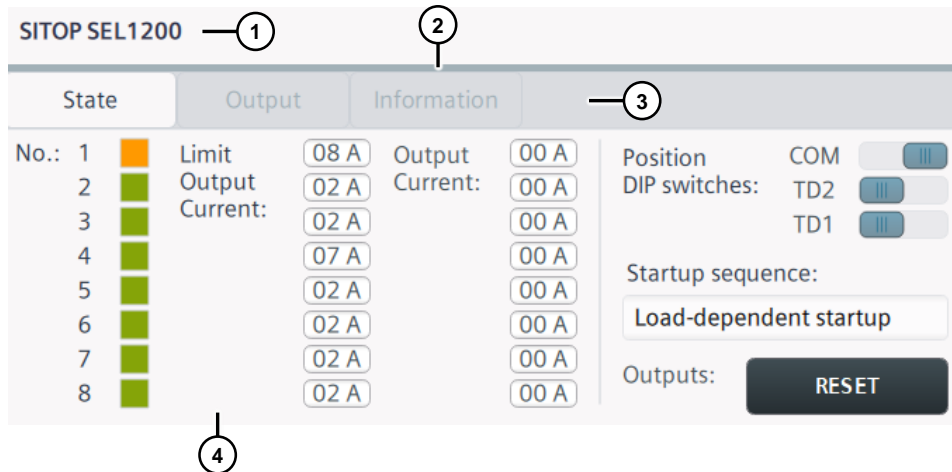 SITOP SEL1200
1
2
State Output Information
3
No.: 1 Limit 08 A Output 00 A Position COM
2 Output 02 A Current: 00 A DIP switches: TD2
3 Current: 02 A 00 A TD1
4 07 A 00 A Startup sequence:
5 02 A 00 A Load-dependent startup
6 02 A 00 A
7 02 A 00 A Outputs: RESET
8 02 A 00 A
4